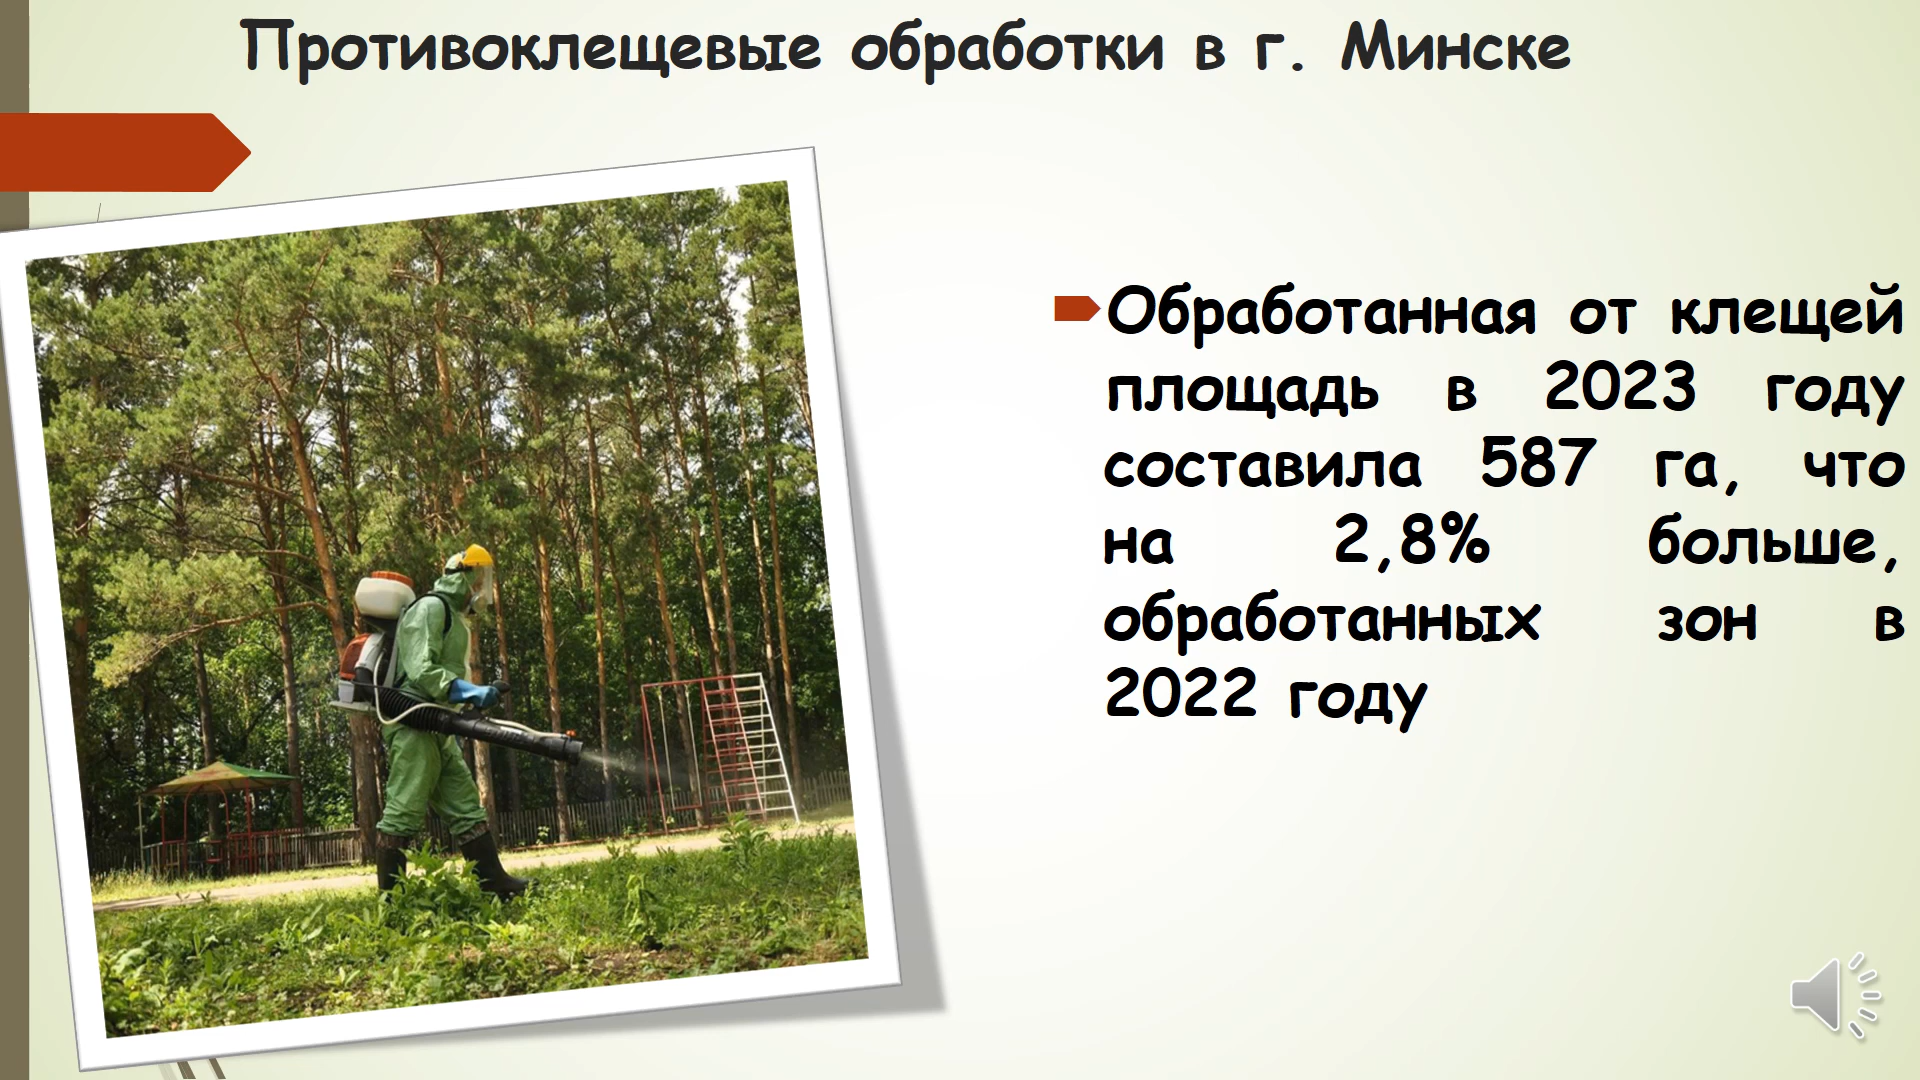 Противоклещевые обработки в г. Минске
Обработанная от клещей
площадь в 2023 году
составила 587 га, что
на 2,8% больше,
обработанных зон в
2022 году